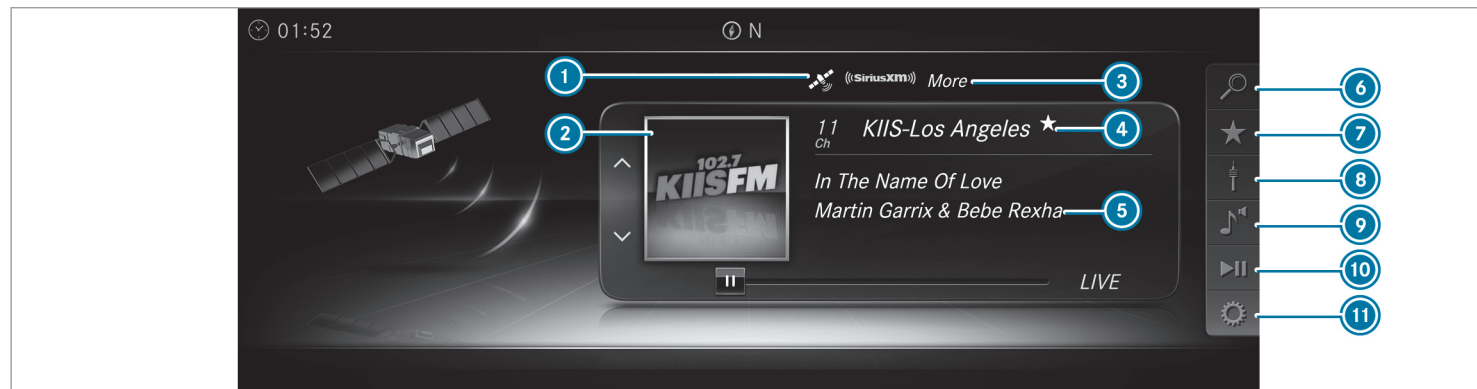 01:52
N
1
((SiriusXM)) More
3
2
11 KIIS-Los Angeles
4
Ch
102.7
KIISFM
In The Name Of Love
Martin Garrix & Bebe Rexha
5
LIVE
6
7
8
9
10
11